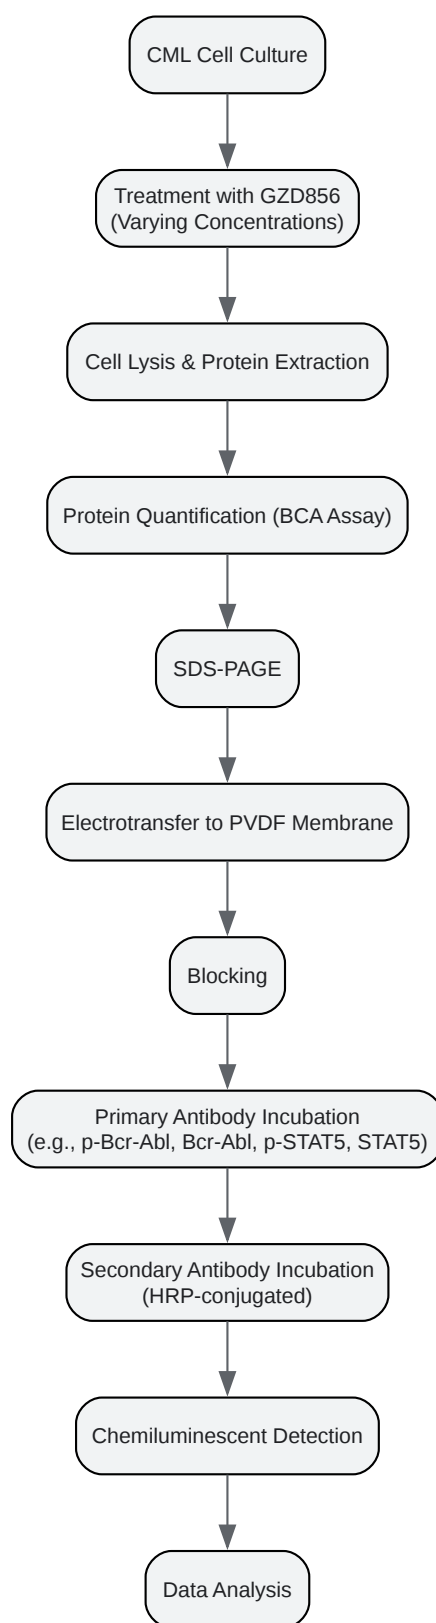 CML Cell Culture
Treatment with GZD856
(Varying Concentrations)
Cell Lysis & Protein Extraction
Protein Quantification (BCA Assay)
SDS-PAGE
Electrotransfer to PVDF Membrane
Blocking
Primary Antibody Incubation
(e.g., p-Bcr-Abl, Bcr-Abl, p-STAT5, STAT5)
Secondary Antibody Incubation
(HRP-conjugated)
Chemiluminescent Detection
Data Analysis